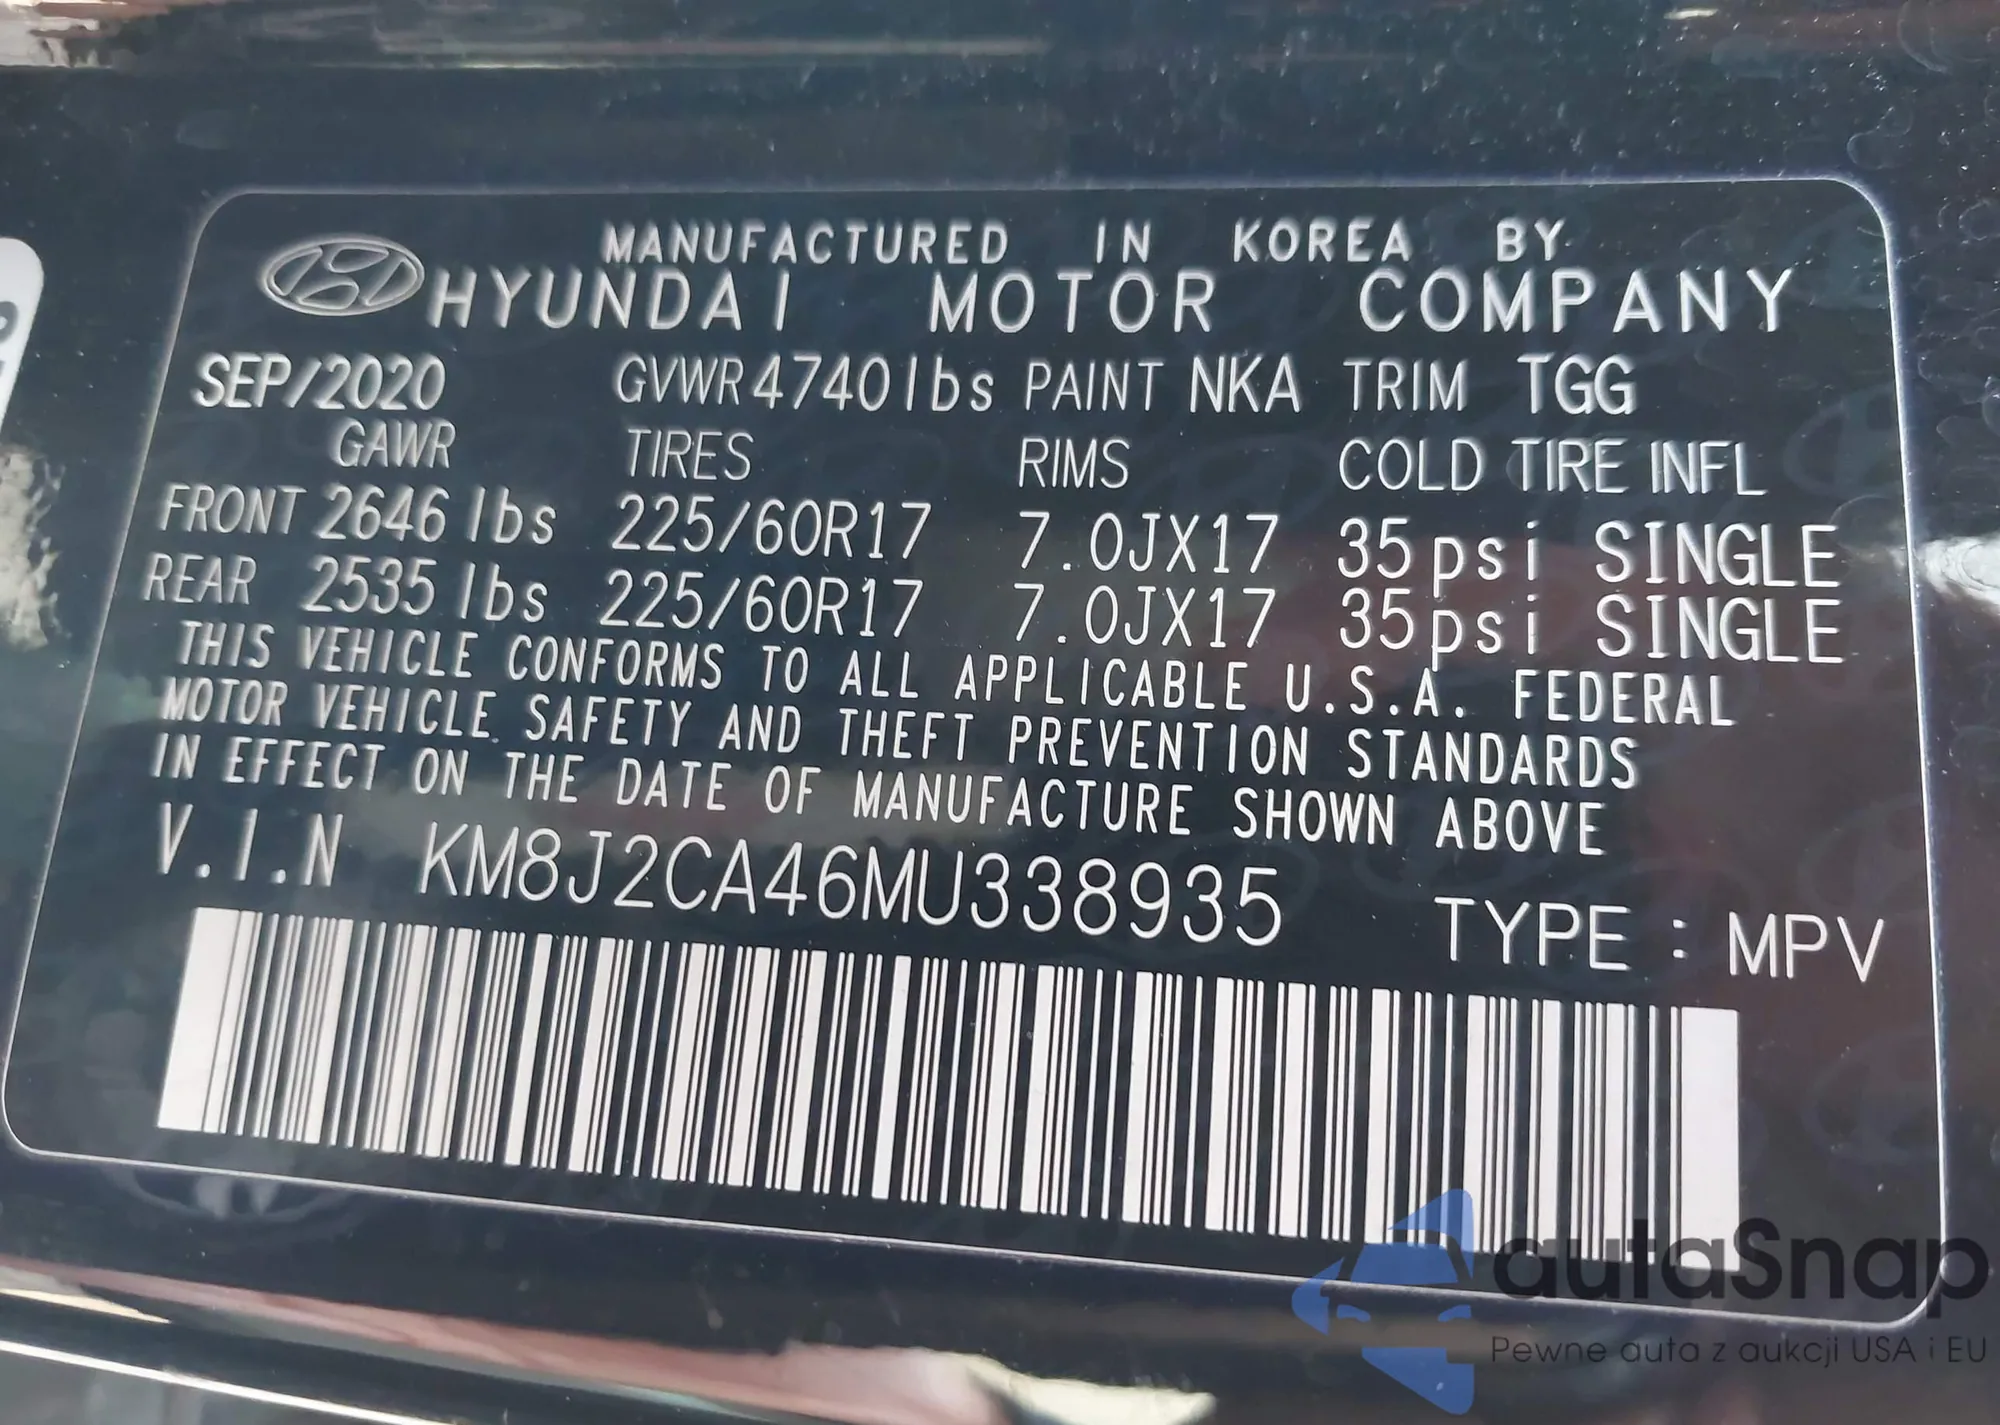 MANUFACTURED IN KOREA BY
HYUNDAI MOTOR COMPANY
SEP/2020 GVWR 4740 lbs PAINT NKA TRIM TGG
GAWR TIRES RIMS COLD TIRE INFL
FRONT 2646 lbs 225/60R17 7.0JX17 35psi SINGLE
REAR 2535 lbs 225/60R17 7.0JX17 35psi SINGLE
THIS VEHICLE CONFORMS TO ALL APPLICABLE U.S.A. FEDERAL
MOTOR VEHICLE SAFETY AND THEFT PREVENTION STANDARDS
IN EFFECT ON THE DATE OF MANUFACTURE SHOWN ABOVE
V.I.N KM8J2CA46MU338935
TYPE : MPV
autaSnap
Pewne auta z aukcji USA i EU